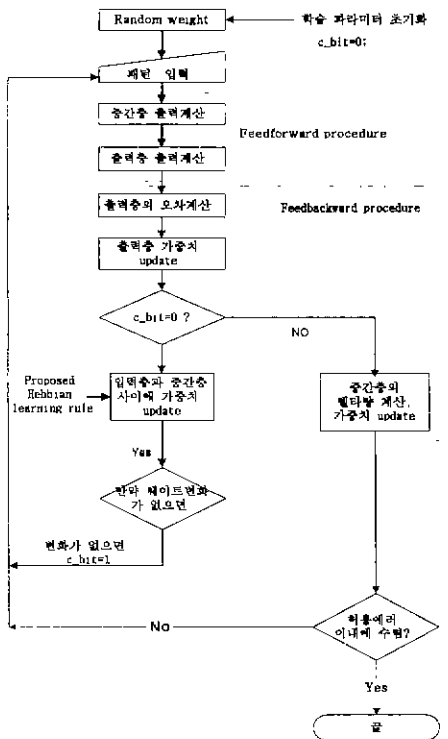 Random weight
학습 파라미터 초기화
c_bit=0;
패턴 입력
중간층 출력계산
Feedforward procedure
출력층 출력계산
출력층의 오차계산
Feedbackward procedure
출력층 가중치
update
c_bit=0 ?
NO
Proposed
Hebbian
learning rule
입력층과 중간층
사이에 가중치
update
중간층의
델타량 계산,
가중치 update
Yes
만약 웨이트변화
가 없으면
변화가 없으면
c_bit=1
No
허용에러
이내에 수렴?
Yes
끝